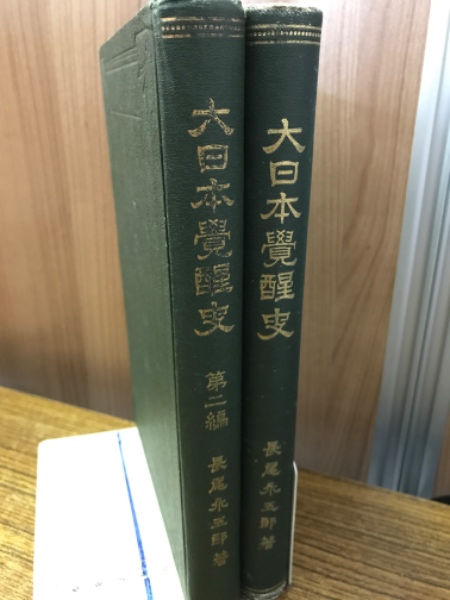 大日本覺醒史
第二編
長尾永五郎著
大日本覺醒史
長尾永五郎著